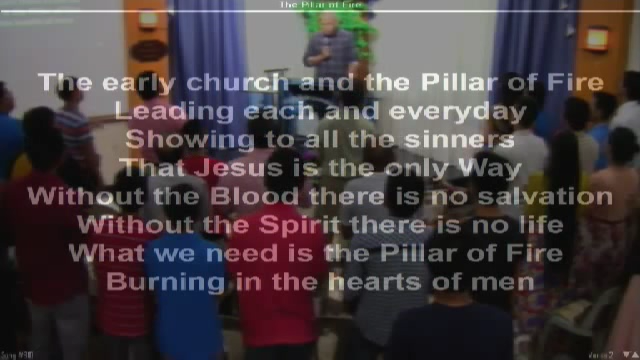 The Pillar of Fire
The early church and the Pillar of Fire
Leading each and everyday
Showing to all the sinners
That Jesus is the only Way
Without the Blood there is no salvation
Without the Spirit there is no life
What we need is the Pillar of Fire
Burning in the hearts of men
Verse 2